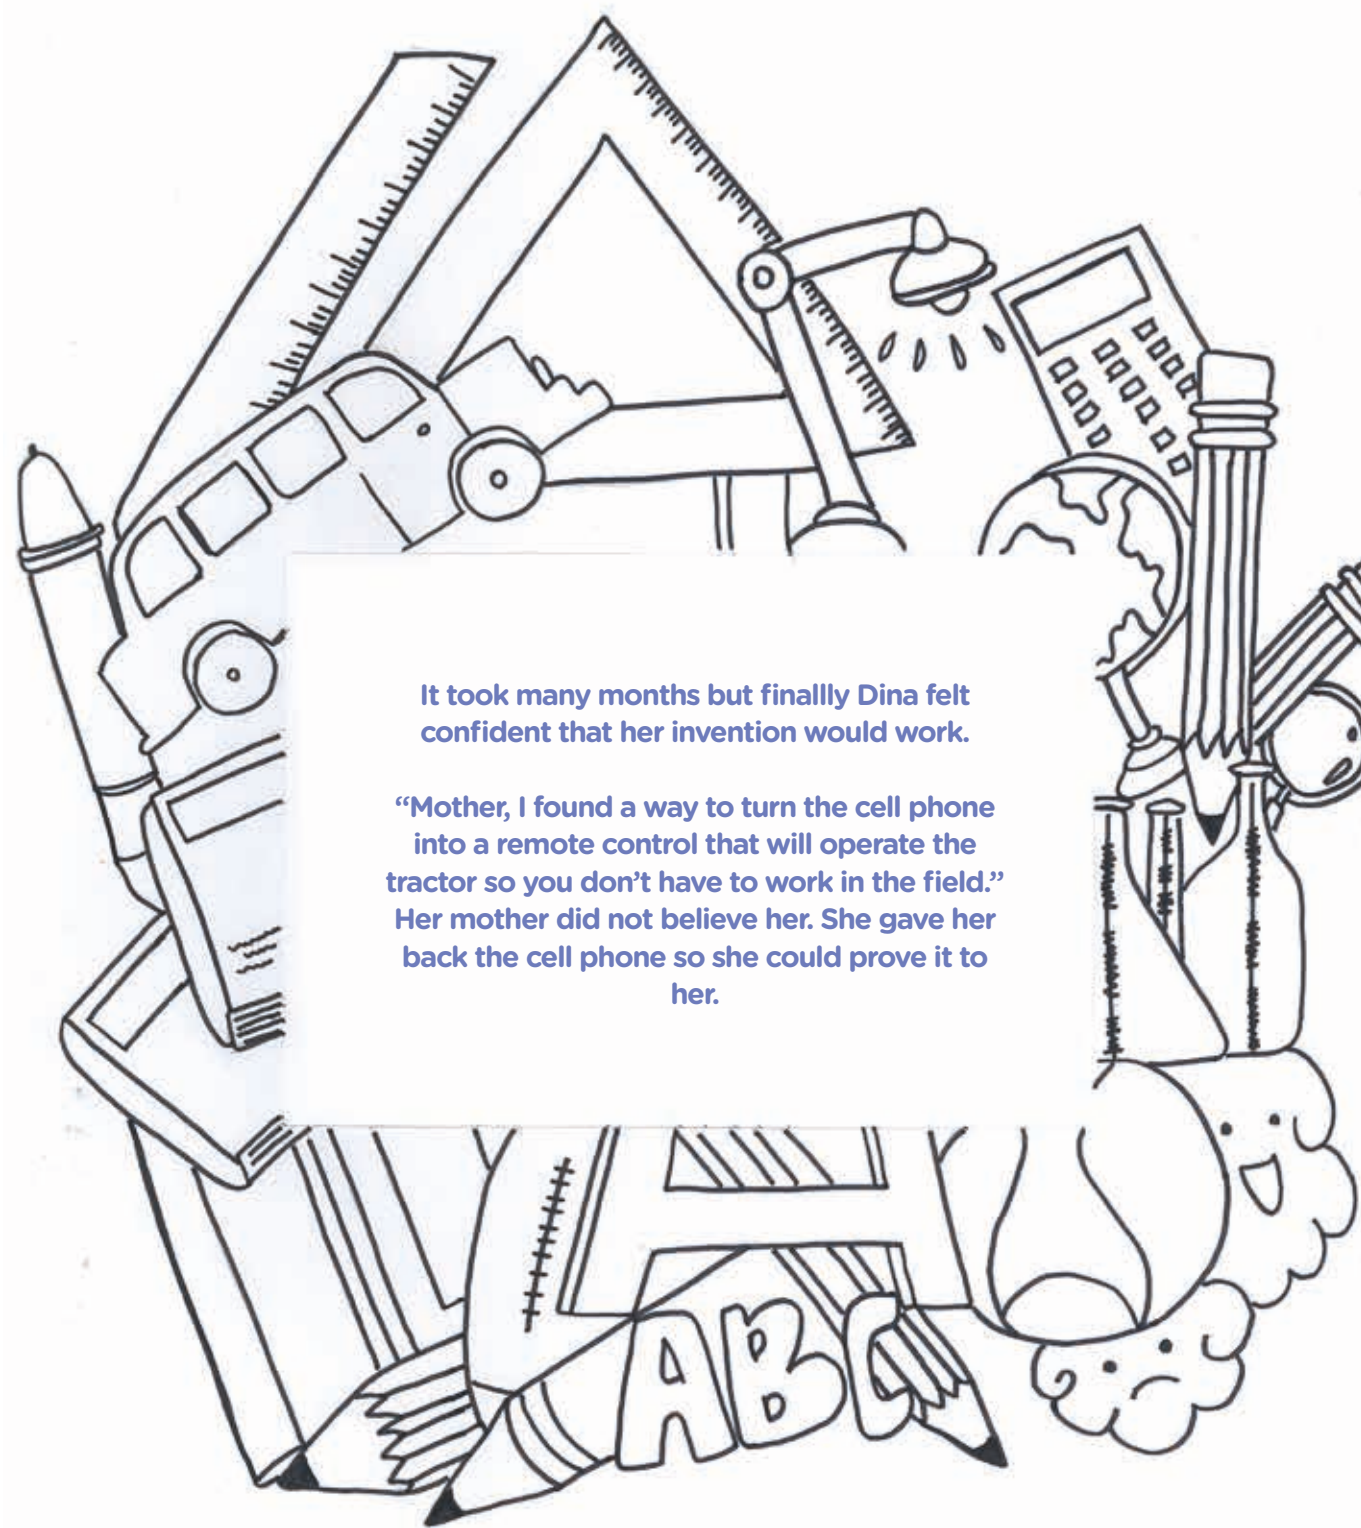 It took many months but finallly Dina felt
confident that her invention would work.
“Mother, I found a way to turn the cell phone
into a remote control that will operate the
tractor so you don’t have to work in the field.”
Her mother did not believe her. She gave her
back the cell phone so she could prove it to
her.
ABC